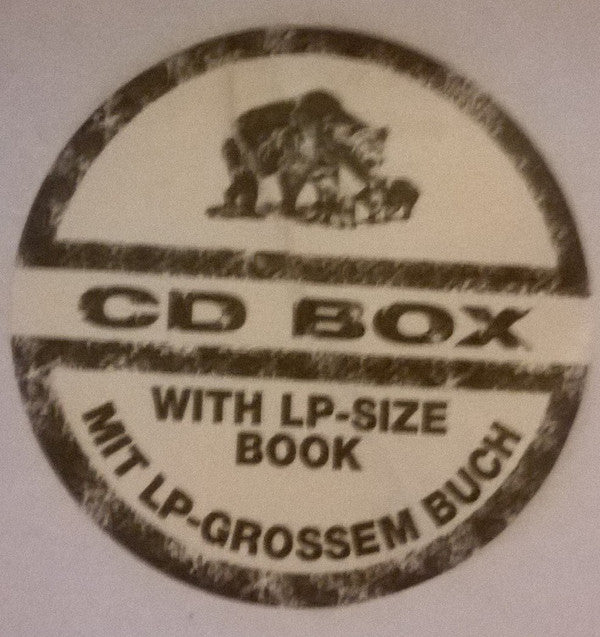 CD BOX
WITH LP-SIZE
BOOK
MIT LP-GROSSEM BUCH